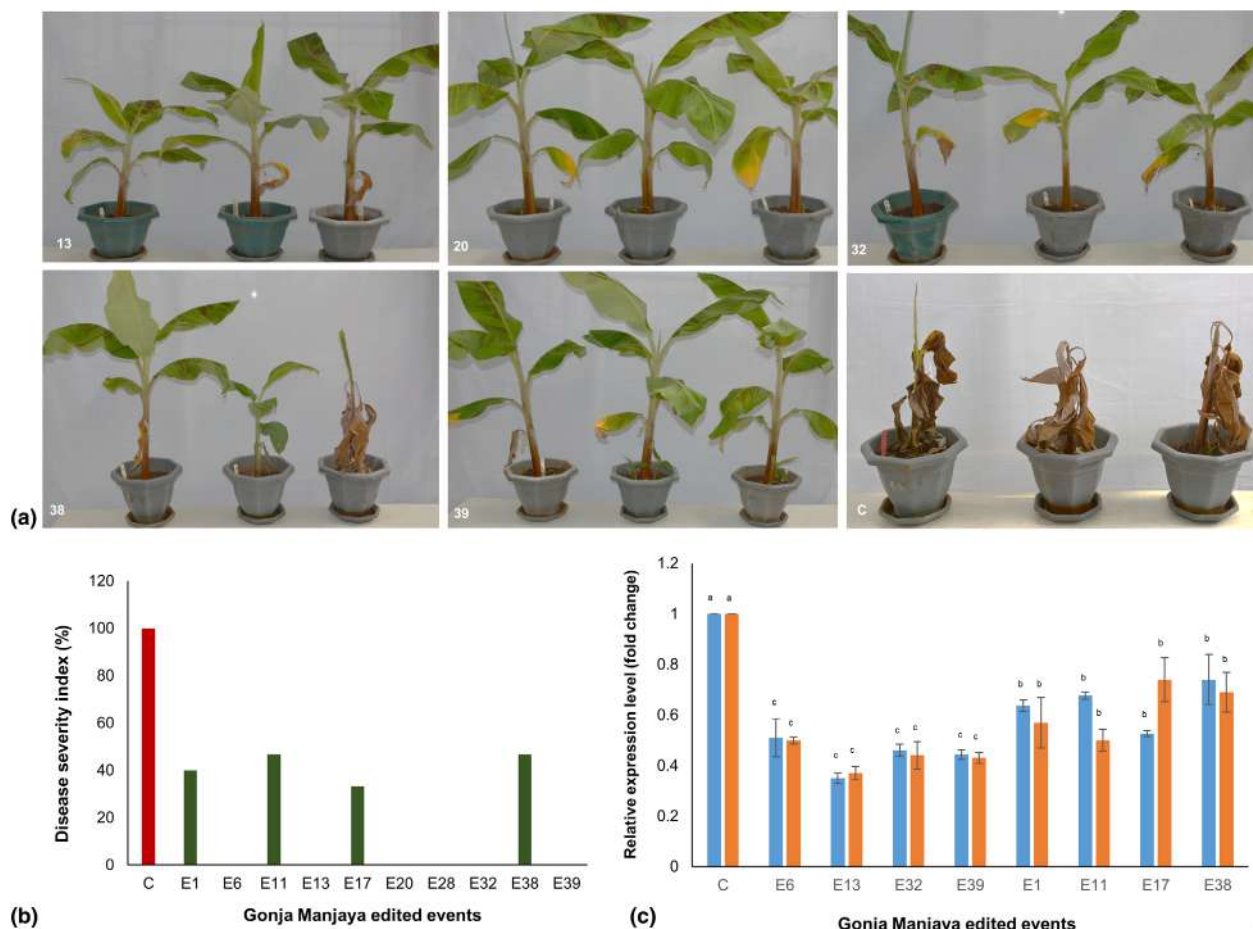 13
20
32
38
39
C
(a)
120
100
80
60
40
20
0
Disease severity index (%)
C E1 E6 E11 E13 E17 E20 E28 E32 E38 E39
Gonja Manjaya edited events
(b)
1.2
1
0.8
0.6
0.4
0.2
0
Relative expression level (fold change)
a a
c c
c c
c c
c c
b b
b b
b
b b
C E6 E13 E32 E39 E1 E11 E17 E38
Gonja Manjaya edited events
(c)